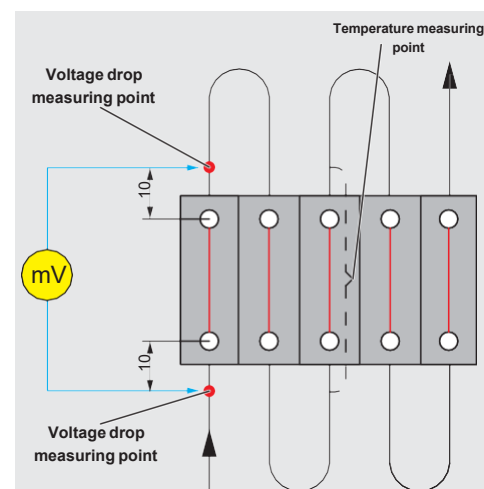 Temperature measuring
point
Voltage drop
measuring point
10
mV
10
Voltage drop
measuring point